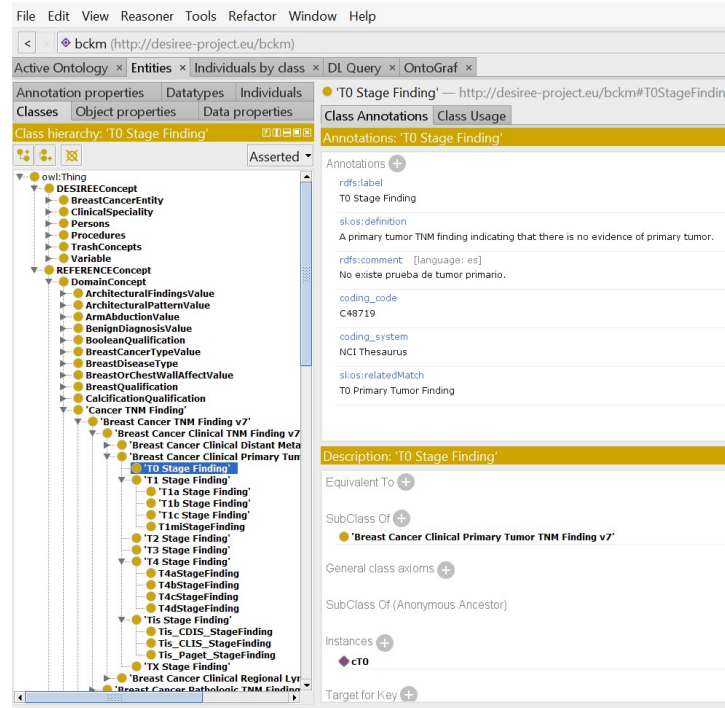 File Edit View Reasoner Tools Refactor Window Help
< > bckm (http://desiree-project.eu/bckm)
Active Ontology × Entities × Individuals by class × DL Query × OntoGraf ×
Annotation properties Datatypes Individuals
Classes Object properties Data properties
Class hierarchy: 'T0 Stage Finding'
Asserted
owl:Thing
DESIREEConcept
BreastCancerEntity
ClinicalSpeciality
Persons
Procedures
TrashConcepts
Variable
REFERENCEConcept
DomainConcept
ArchitecturalFindingsValue
ArchitecturalPatternValue
ArmAbductionValue
BenignDiagnosisValue
BooleanQualification
BreastCancerTypeValue
BreastDiseaseType
BreastOrChestWallAffectValue
BreastQualification
CalcificationQualification
'Cancer TNM Finding'
'Breast Cancer TNM Finding v7'
'Breast Cancer Clinical TNM Finding v7
'Breast Cancer Clinical Distant Meta
'Breast Cancer Clinical Primary Tum
'T0 Stage Finding'
'T1 Stage Finding'
'T1a Stage Finding'
'T1b Stage Finding'
'T1c Stage Finding'
T1miStageFinding
'T2 Stage Finding'
'T3 Stage Finding'
'T4 Stage Finding'
T4aStageFinding
T4bStageFinding
T4cStageFinding
T4dStageFinding
'Tis Stage Finding'
Tis_CDIS_StageFinding
Tis_CLIS_StageFinding
Tis_Paget_StageFinding
'TX Stage Finding'
'Breast Cancer Clinical Regional Lyr
'Breast Cancer Pathologic TNM Finding
'T0 Stage Finding' — http://desiree-project.eu/bckm#T0StageFindin
Class Annotations Class Usage
Annotations: 'T0 Stage Finding'
Annotations
rdfs:label
T0 Stage Finding
skos:definition
A primary tumor TNM finding indicating that there is no evidence of primary tumor.
rdfs:comment [language: es]
No existe prueba de tumor primario.
coding_code
C48719
coding_system
NCI Thesaurus
skos:relatedMatch
T0 Primary Tumor Finding
Description: 'T0 Stage Finding'
Equivalent To
SubClass Of
'Breast Cancer Clinical Primary Tumor TNM Finding v7'
General class axioms
SubClass Of (Anonymous Ancestor)
Instances
cT0
Target for Key